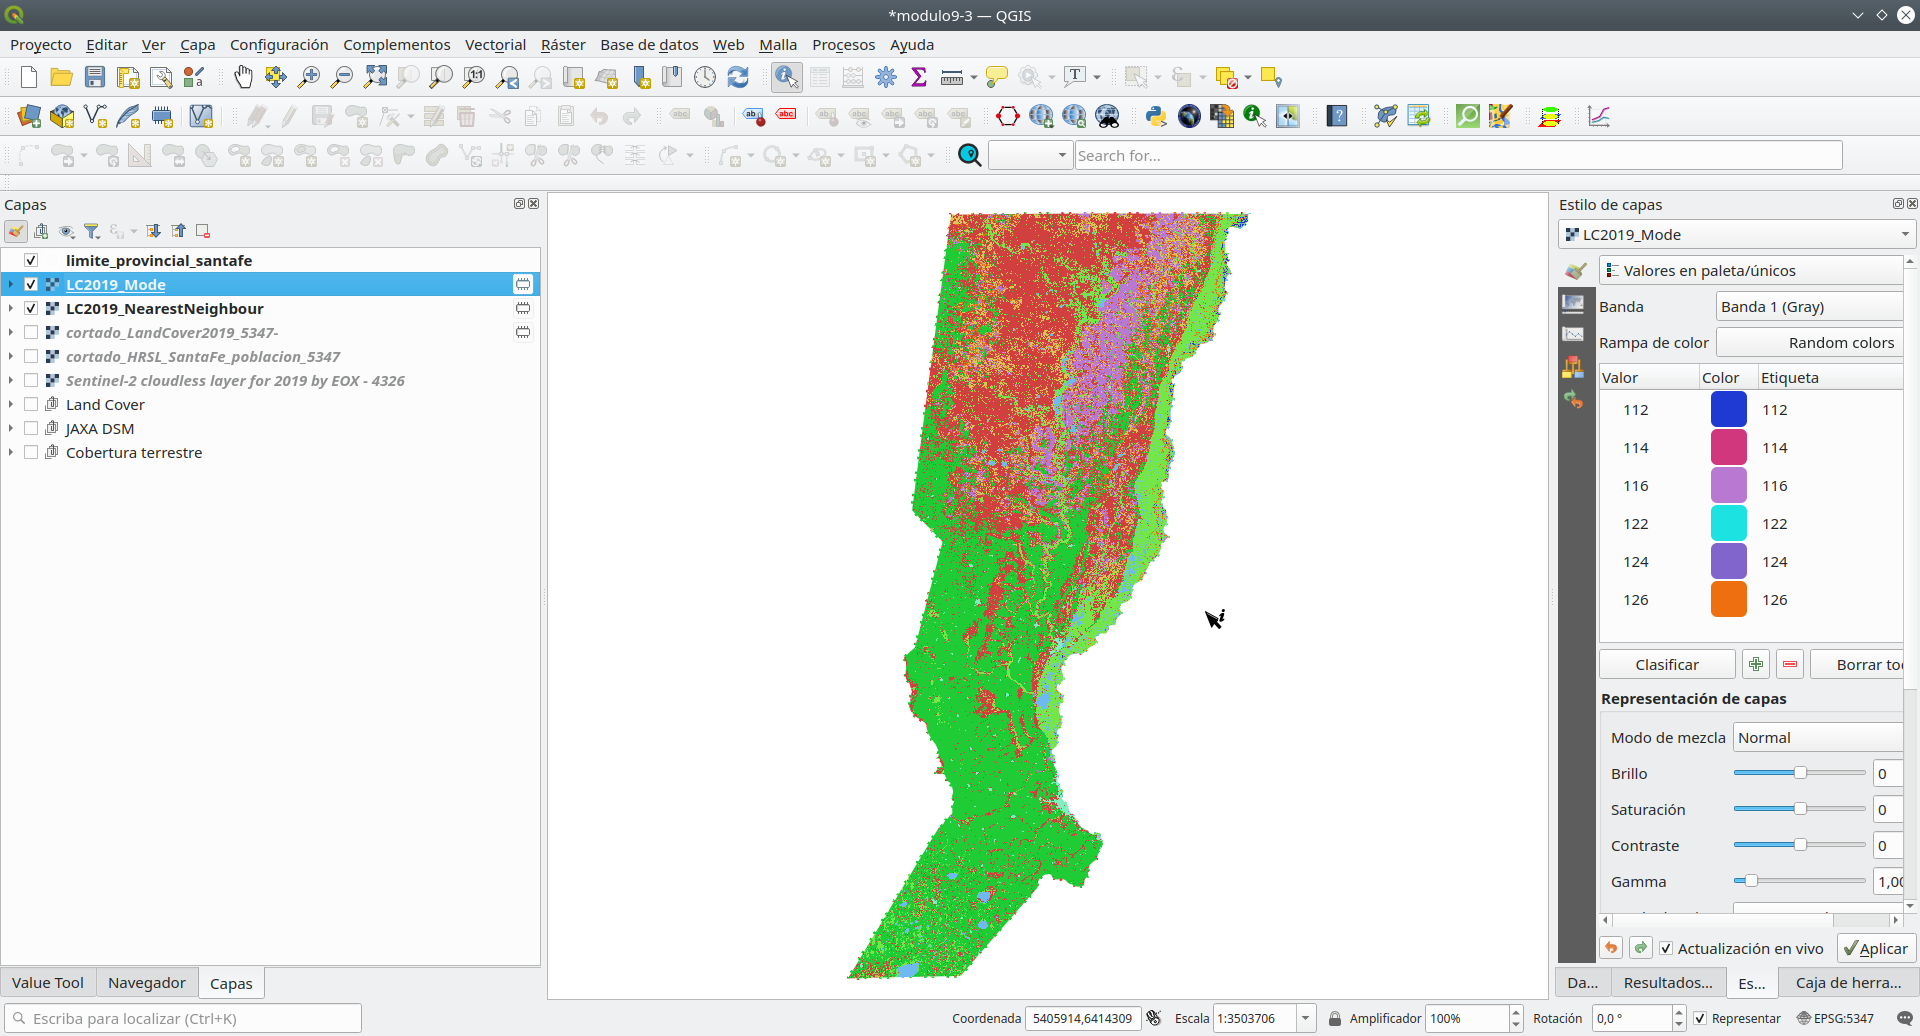 *modulo9-3 — QGIS
Proyecto Editar Ver Capa Configuración Complementos Vectorial Ráster Base de datos Web Malla Procesos Ayuda
Search for...
Capas
limite_provincial_santafe
LC2019_Mode
LC2019_NearestNeighbour
cortado_LandCover2019_5347-
cortado_HRSL_SantaFe_poblacion_5347
Sentinel-2 cloudless layer for 2019 by EOX - 4326
Land Cover
JAXA DSM
Cobertura terrestre
Value Tool Navegador Capas
Escriba para localizar (Ctrl+K)
Estilo de capas
LC2019_Mode
Valores en paleta/únicos
Banda Banda 1 (Gray)
Rampa de color Random colors
Valor Color Etiqueta
112 112
114 114
116 116
122 122
124 124
126 126
Clasificar Borrar to
Representación de capas
Modo de mezcla Normal
Brillo 0
Saturación 0
Contraste 0
Gamma 1,00
Actualización en vivo Aplicar
Da... Resultados... Es... Caja de herra...
Coordenada 5405914,6414309 Escala 1:3503706 Amplificador 100% Rotación 0,0 ° Representar EPSG:5347